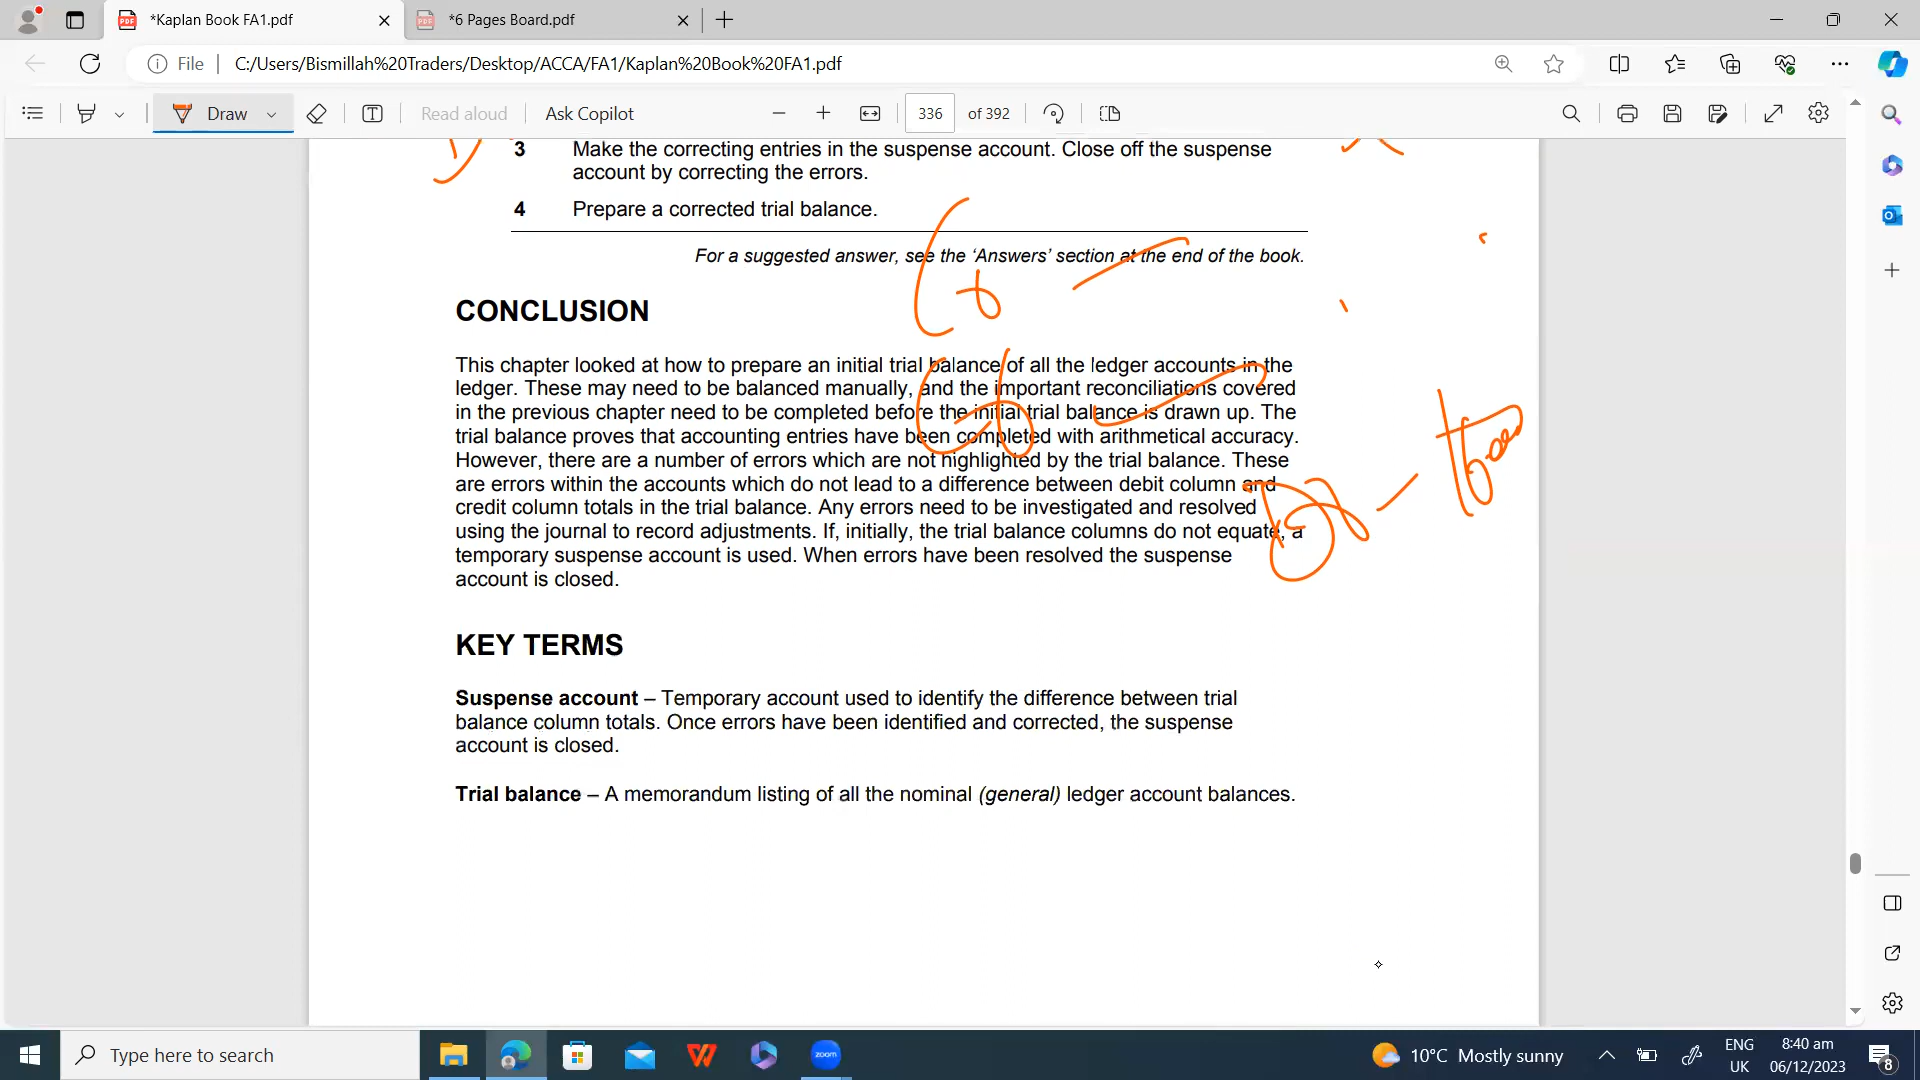 *Kaplan Book FA1.pdf
*6 Pages Board.pdf
File
C:/Users/Bismillah%20Traders/Desktop/ACCA/FA1/Kaplan%20Book%20FA1.pdf
Draw
Read aloud
Ask Copilot
336
of 392
3 Make the correcting entries in the suspense account. Close off the suspense
account by correcting the errors.
4 Prepare a corrected trial balance.
For a suggested answer, see the ‘Answers’ section at the end of the book.
CONCLUSION
This chapter looked at how to prepare an initial trial balance of all the ledger accounts in the
ledger. These may need to be balanced manually, and the important reconciliations covered
in the previous chapter need to be completed before the initial trial balance is drawn up. The
trial balance proves that accounting entries have been completed with arithmetical accuracy.
However, there are a number of errors which are not highlighted by the trial balance. These
are errors within the accounts which do not lead to a difference between debit column and
credit column totals in the trial balance. Any errors need to be investigated and resolved
using the journal to record adjustments. If, initially, the trial balance columns do not equate, a
temporary suspense account is used. When errors have been resolved the suspense
account is closed.
KEY TERMS
Suspense account – Temporary account used to identify the difference between trial
balance column totals. Once errors have been identified and corrected, the suspense
account is closed.
Trial balance – A memorandum listing of all the nominal (general) ledger account balances.
Type here to search
zoom
10°C Mostly sunny
ENG
UK
8:40 am
06/12/2023
8